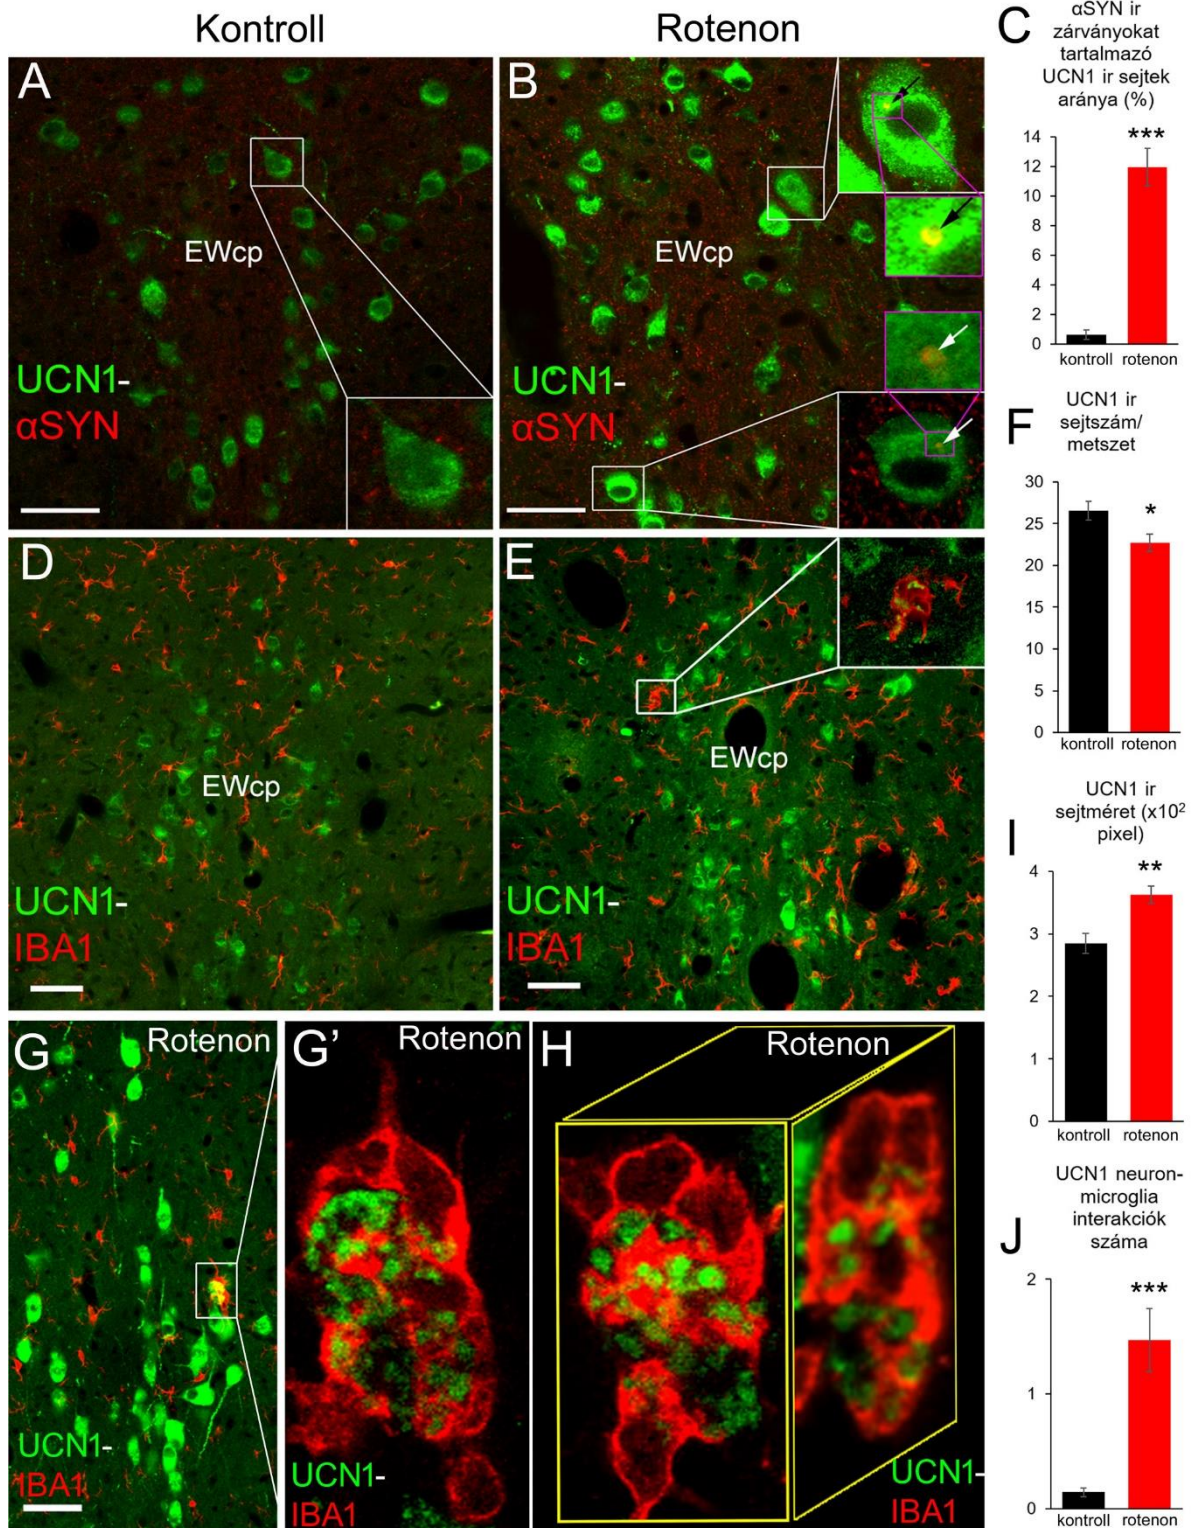 Kontroll
Rotenon
A
EWcp
UCN1-
αSYN
B
EWcp
UCN1-
αSYN
C
αSYN ir
zárványokat
tartalmazó
UCN1 ir sejtek
aránya (%)
14
12
10
8
6
4
2
0
***
kontroll
rotenon
D
EWcp
UCN1-
IBA1
E
EWcp
UCN1-
IBA1
F
UCN1 ir
sejtszám/
metszet
30
25
20
15
10
5
0
*
kontroll
rotenon
G
Rotenon
UCN1-
IBA1
G’
Rotenon
UCN1-
IBA1
H
Rotenon
UCN1-
IBA1
I
UCN1 ir
sejtméret (x10²
pixel)
4
3
2
1
0
**
kontroll
rotenon
J
UCN1 neuron-
microglia
interakciók
száma
2
1
0
***
kontroll
rotenon